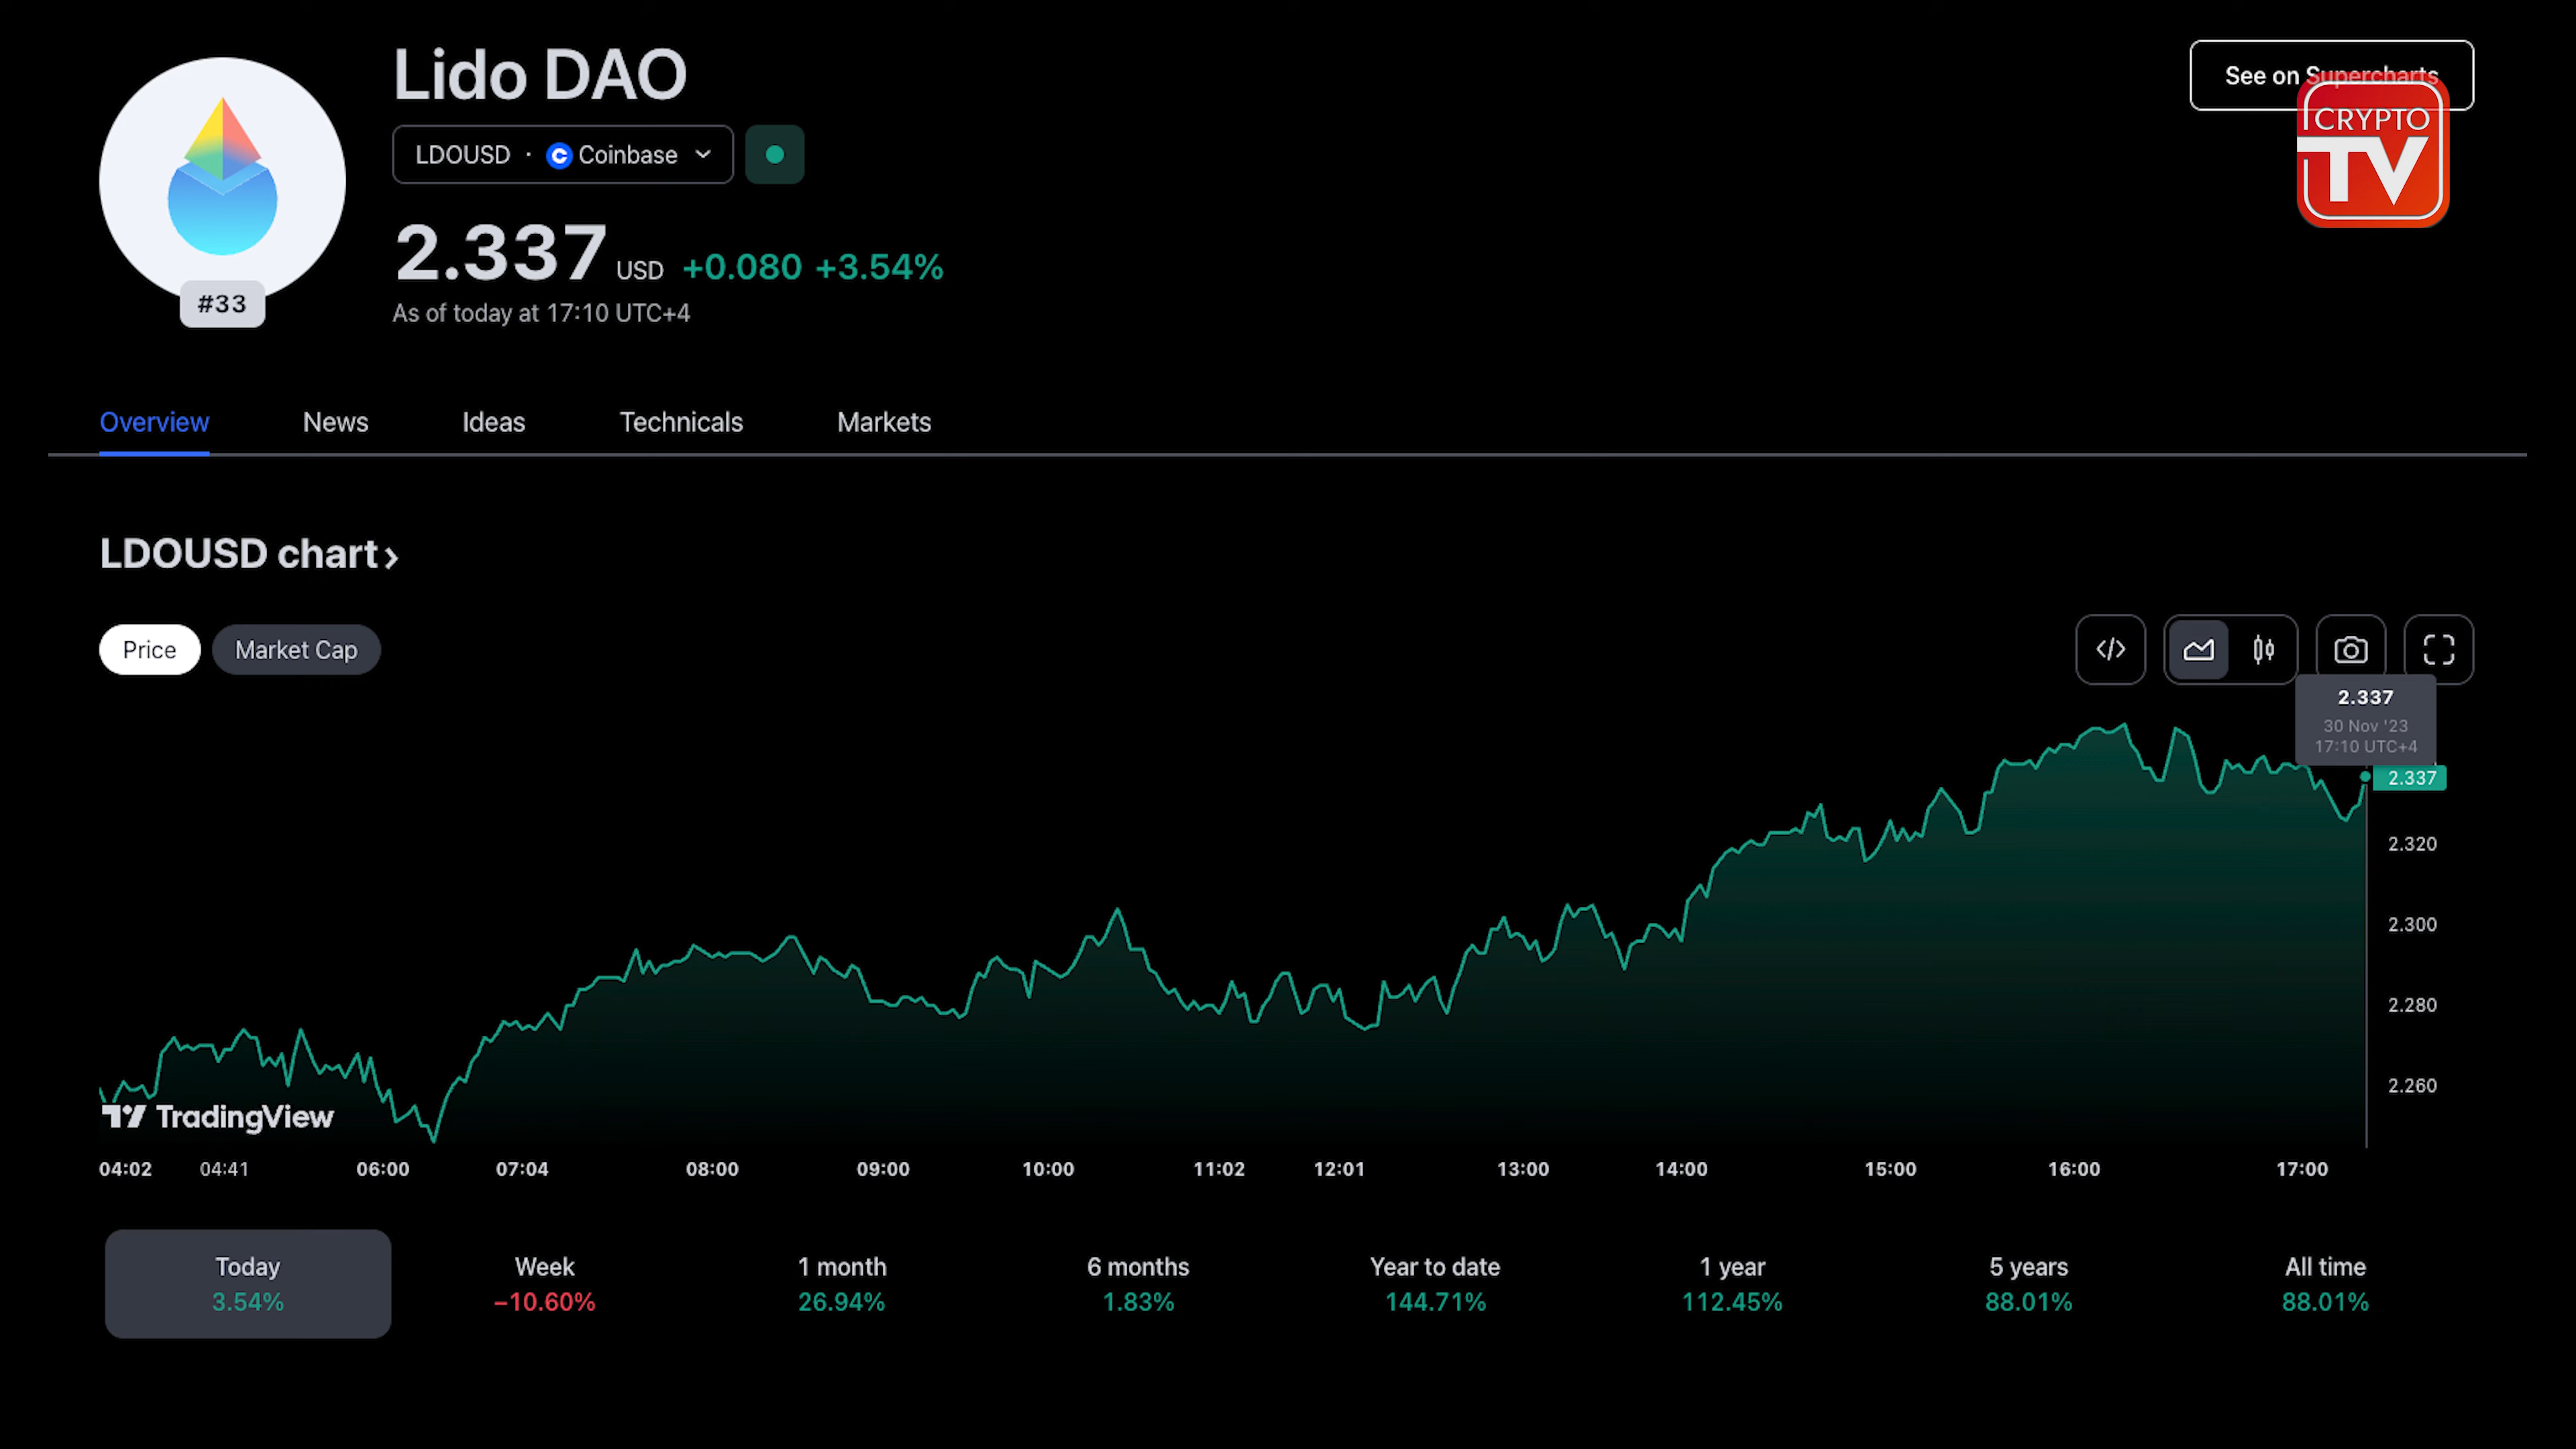 Lido DAO
See on Supercharts
CRYPTO
TV
LDOUSD · Coinbase
2.337 USD +0.080 +3.54%
#33
As of today at 17:10 UTC+4
Overview News Ideas Technicals Markets
LDOUSD chart›
Price Market Cap
2.337
30 Nov '23
17:10 UTC+4
2.337
2.320
2.300
2.280
2.260
TradingView
04:02 04:41 06:00 07:04 08:00 09:00 10:00 11:02 12:01 13:00 14:00 15:00 16:00 17:00
Today Week 1 month 6 months Year to date 1 year 5 years All time
3.54% −10.60% 26.94% 1.83% 144.71% 112.45% 88.01% 88.01%